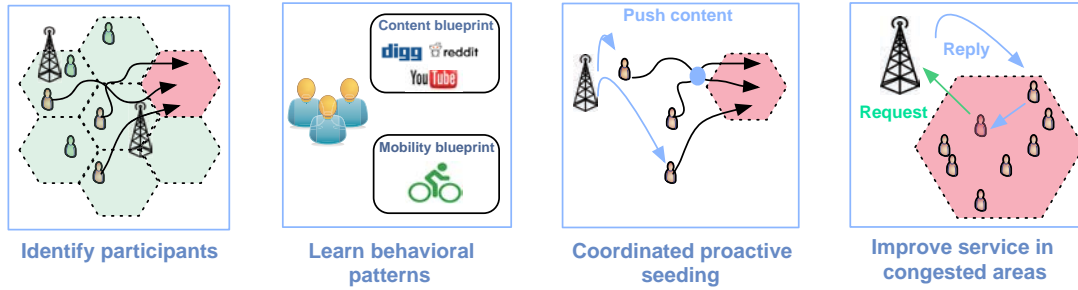 Identify participants
Content blueprint
digg reddit
YouTube
Mobility blueprint
Learn behavioral
patterns
Push content
Coordinated proactive
seeding
Reply
Request
Improve service in
congested areas